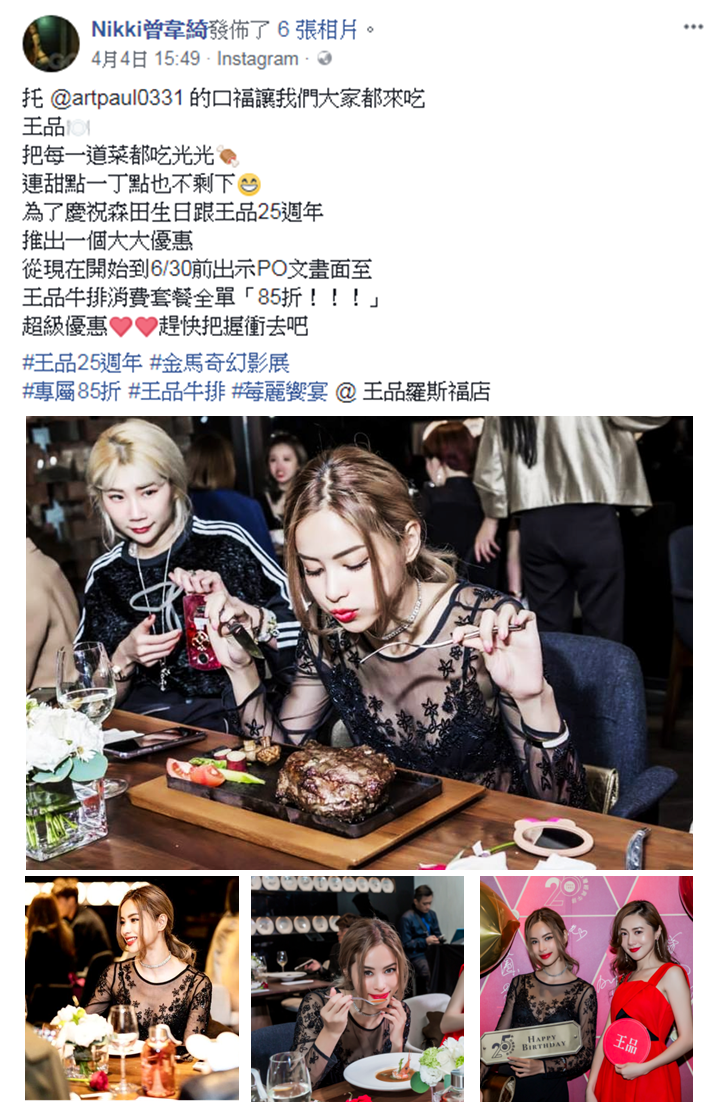 Nikki曾韋綺發佈了 6 張相片。
4月4日 15:49 · Instagram ·
托 @artpaul0331 的口福讓我們大家都來吃
王品🍽️
把每一道菜都吃光光🍖
連甜點一丁點也不剩下😁
為了慶祝森田生日跟王品25週年
推出一個大大優惠
從現在開始到6/30前出示PO文畫面至
王品牛排消費套餐全單「85折！！！」
超級優惠❤️❤️趕快把握衝去吧
#王品25週年 #金馬奇幻影展
#專屬85折 #王品牛排 #莓麗饗宴 @ 王品羅斯福店
25
25 HAPPY BIRTHDAY
王品